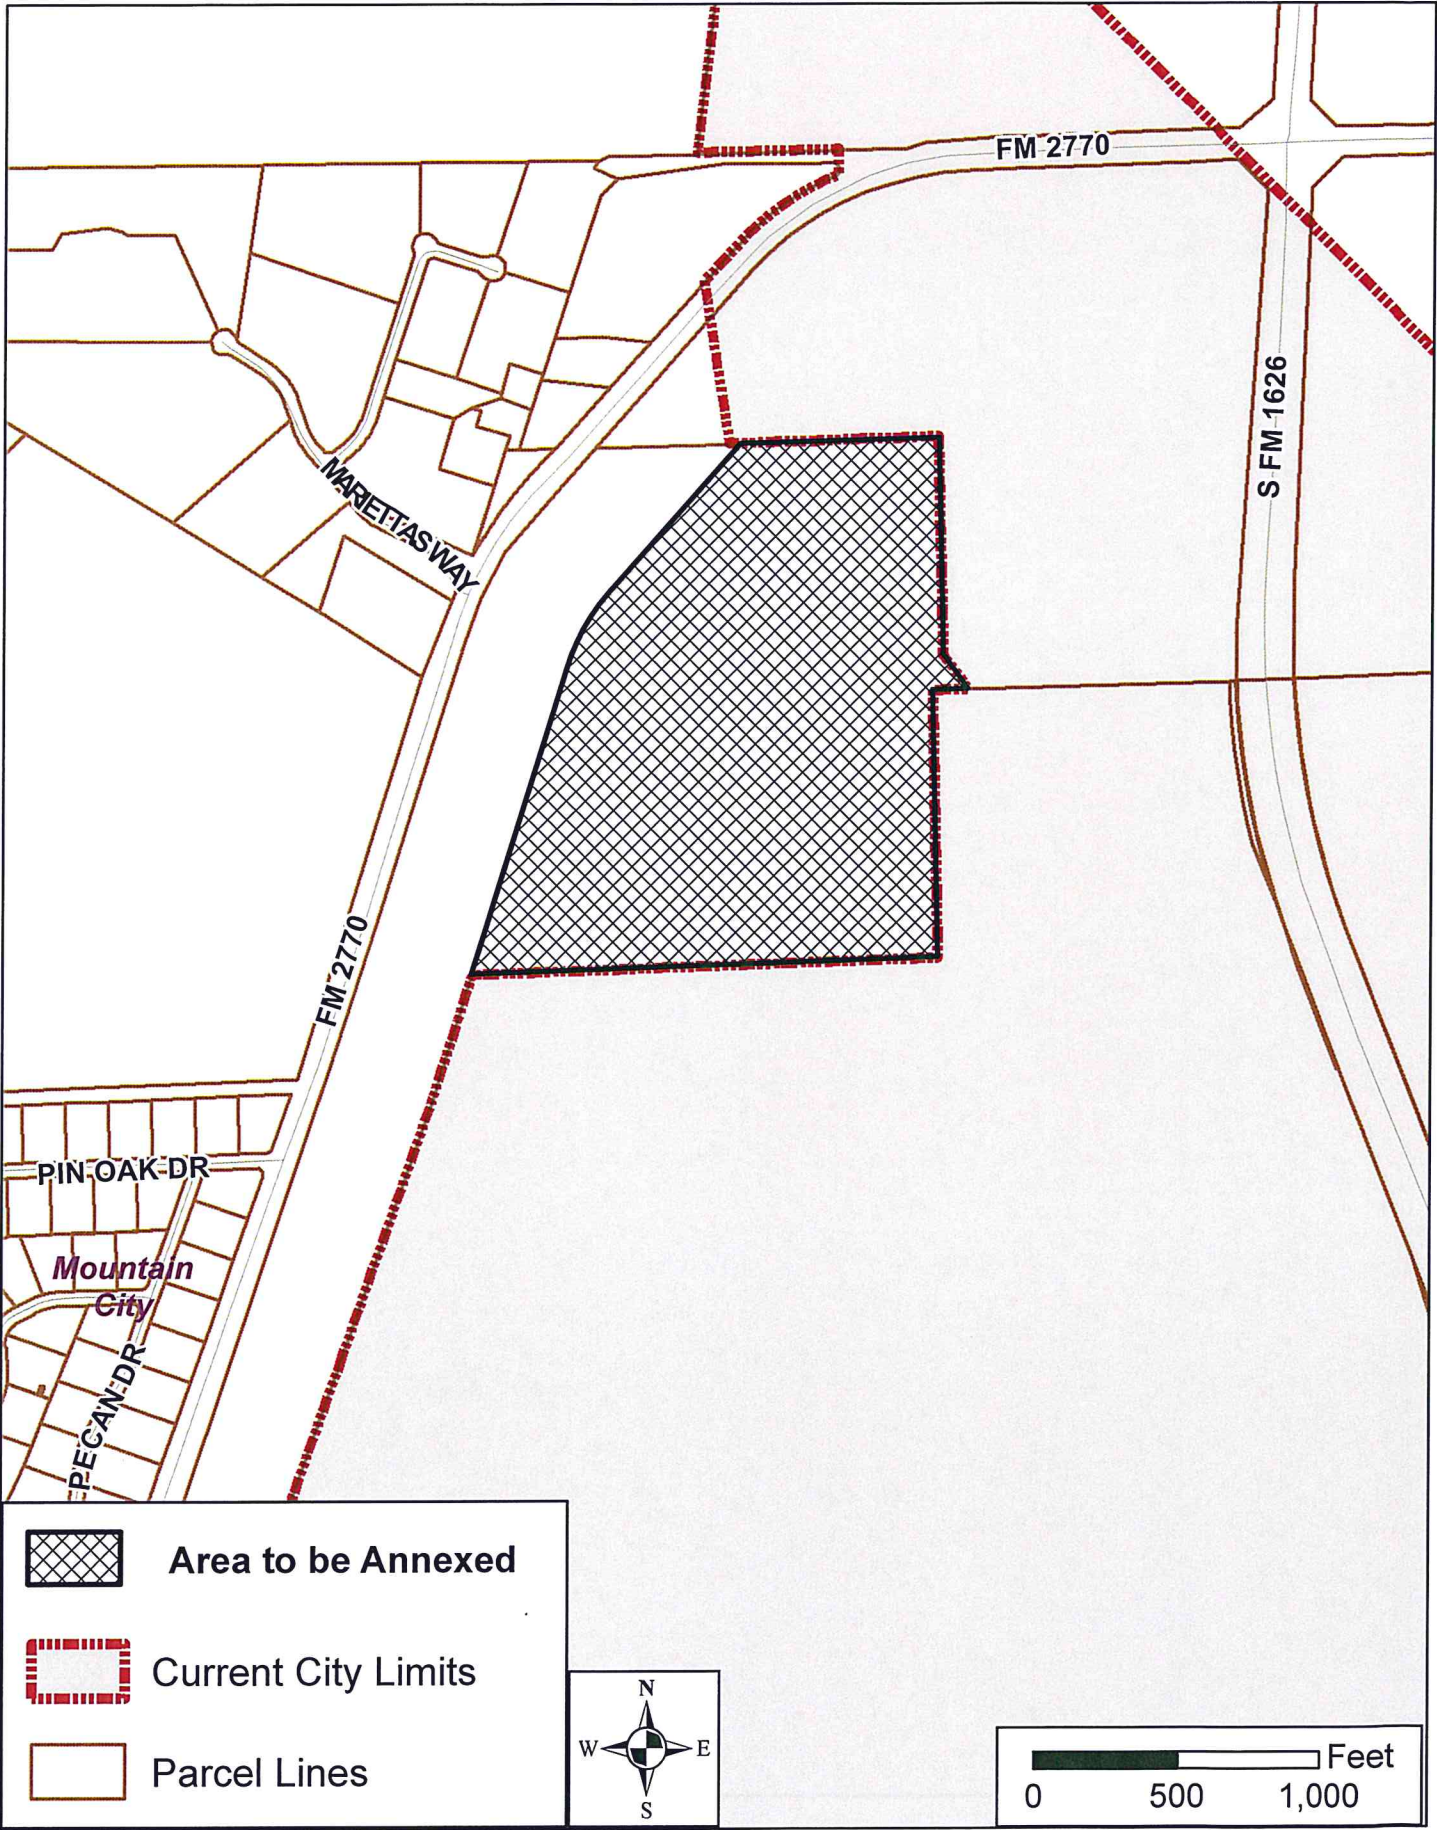 FM 2770
S FM 1626
MARIETTAS WAY
FM 2770
PIN OAK DR
Mountain
City
PECAN DR
Area to be Annexed
Current City Limits
Parcel Lines
N
W
E
S
Feet
0
500
1,000